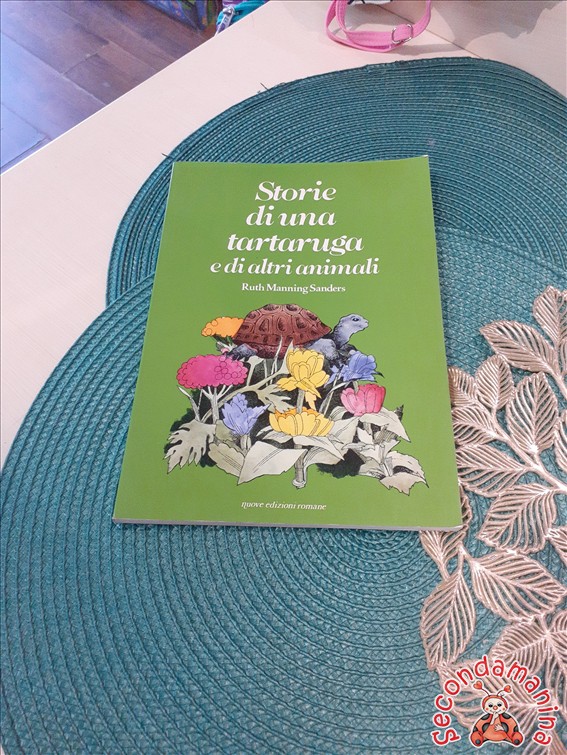 Storie
di una
tartaruga
e di altri animali
Ruth Manning Sanders
nuove edizioni romane
secondamanina